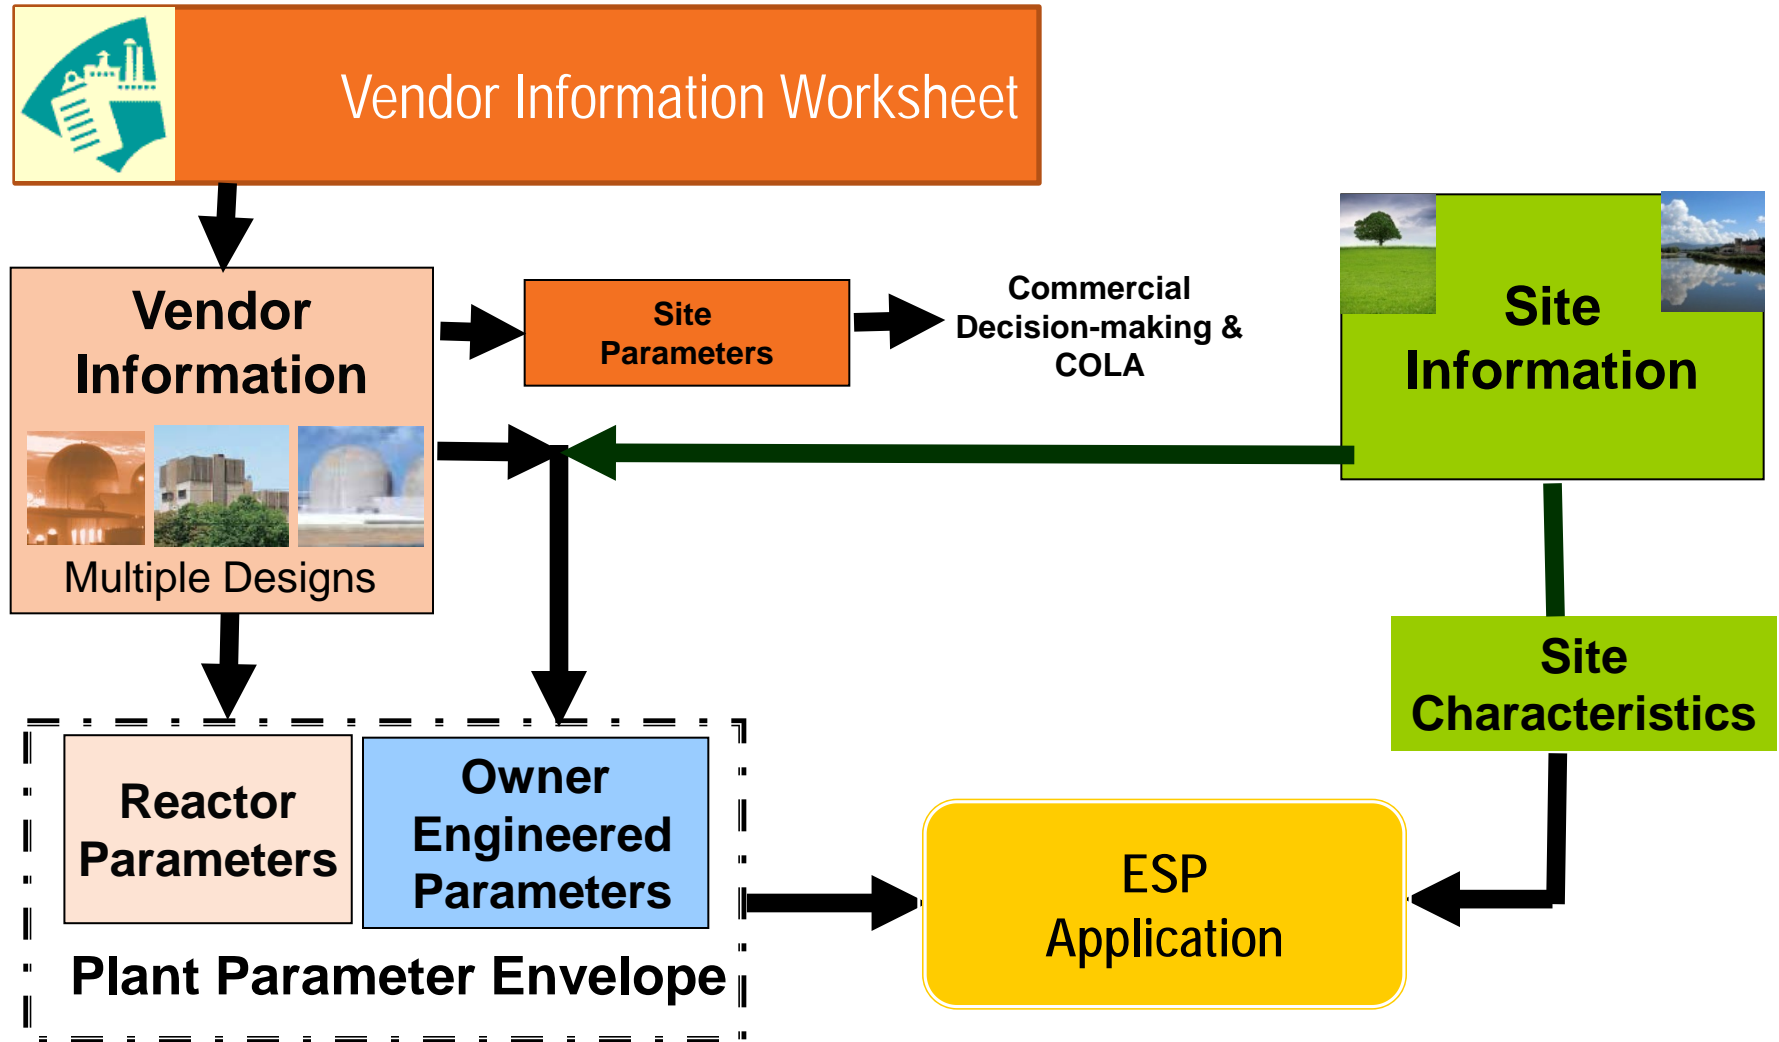 Vendor Information Worksheet
Vendor
Information
Multiple Designs
Site
Parameters
Commercial
Decision-making &
COLA
Site
Information
Site
Characteristics
Reactor
Parameters
Owner
Engineered
Parameters
Plant Parameter Envelope
ESP
Application